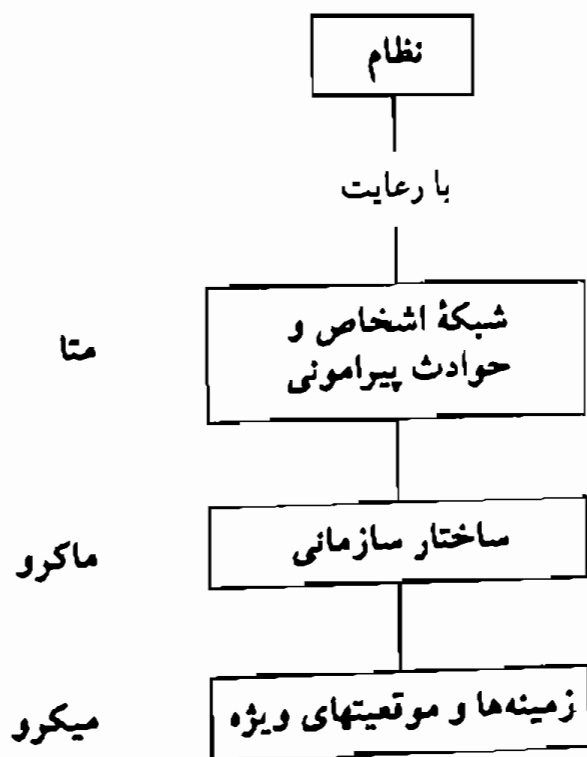 نظام
با رعایت
شبکهٔ اشخاص و
حوادث پیرامونی
متا
ساختار سازمانی
ماکرو
زمینه‌ها و موقعیتهای ویژه
میکرو